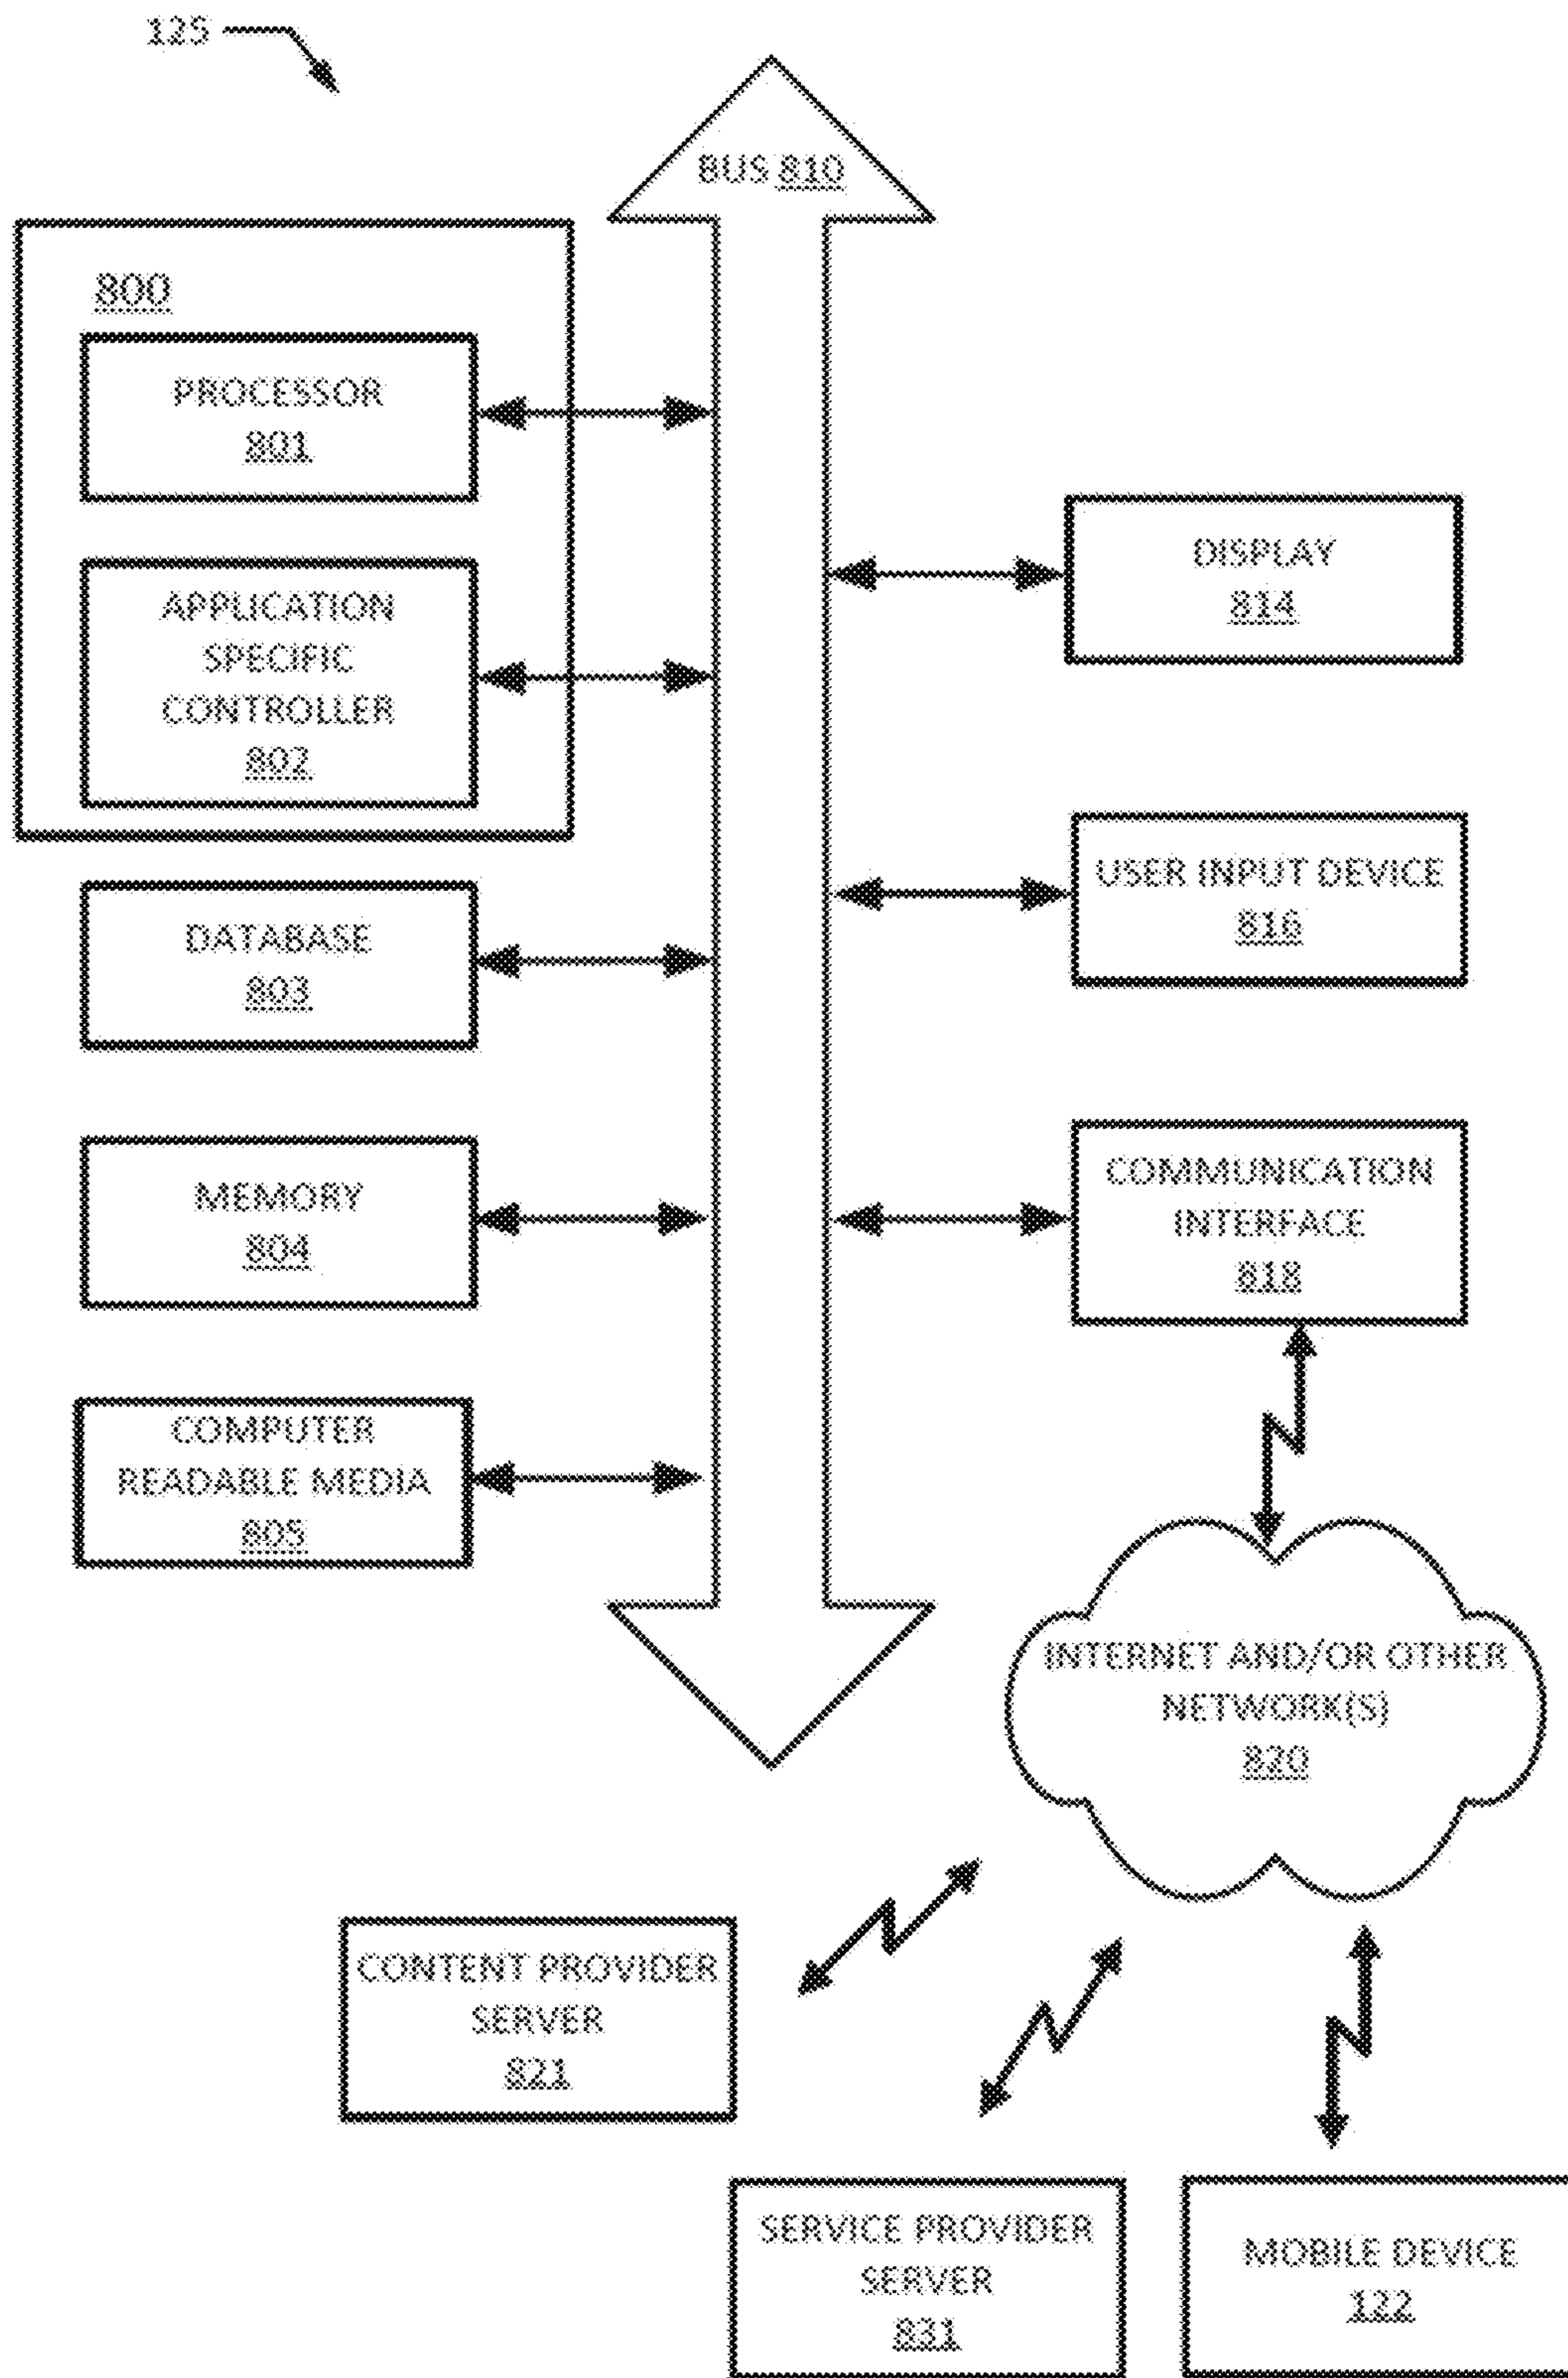 125
BUS 810
800
PROCESSOR
801
APPLICATION
SPECIFIC
CONTROLLER
802
DATABASE
803
MEMORY
804
COMPUTER
READABLE MEDIA
805
DISPLAY
814
USER INPUT DEVICE
816
COMMUNICATION
INTERFACE
818
INTERNET AND/OR OTHER
NETWORK(S)
820
CONTENT PROVIDER
SERVER
821
SERVICE PROVIDER
SERVER
831
MOBILE DEVICE
122